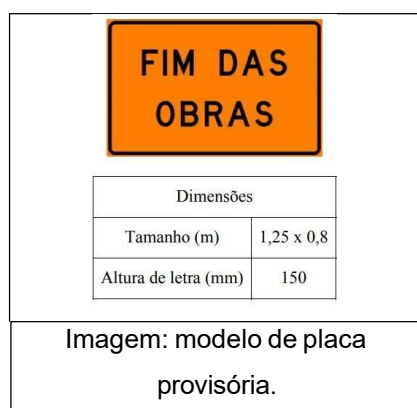 FIM DAS
OBRAS
Dimensões
Tamanho (m) 1,25 x 0,8
Altura de letra (mm) 150
Imagem: modelo de placa
provisória.